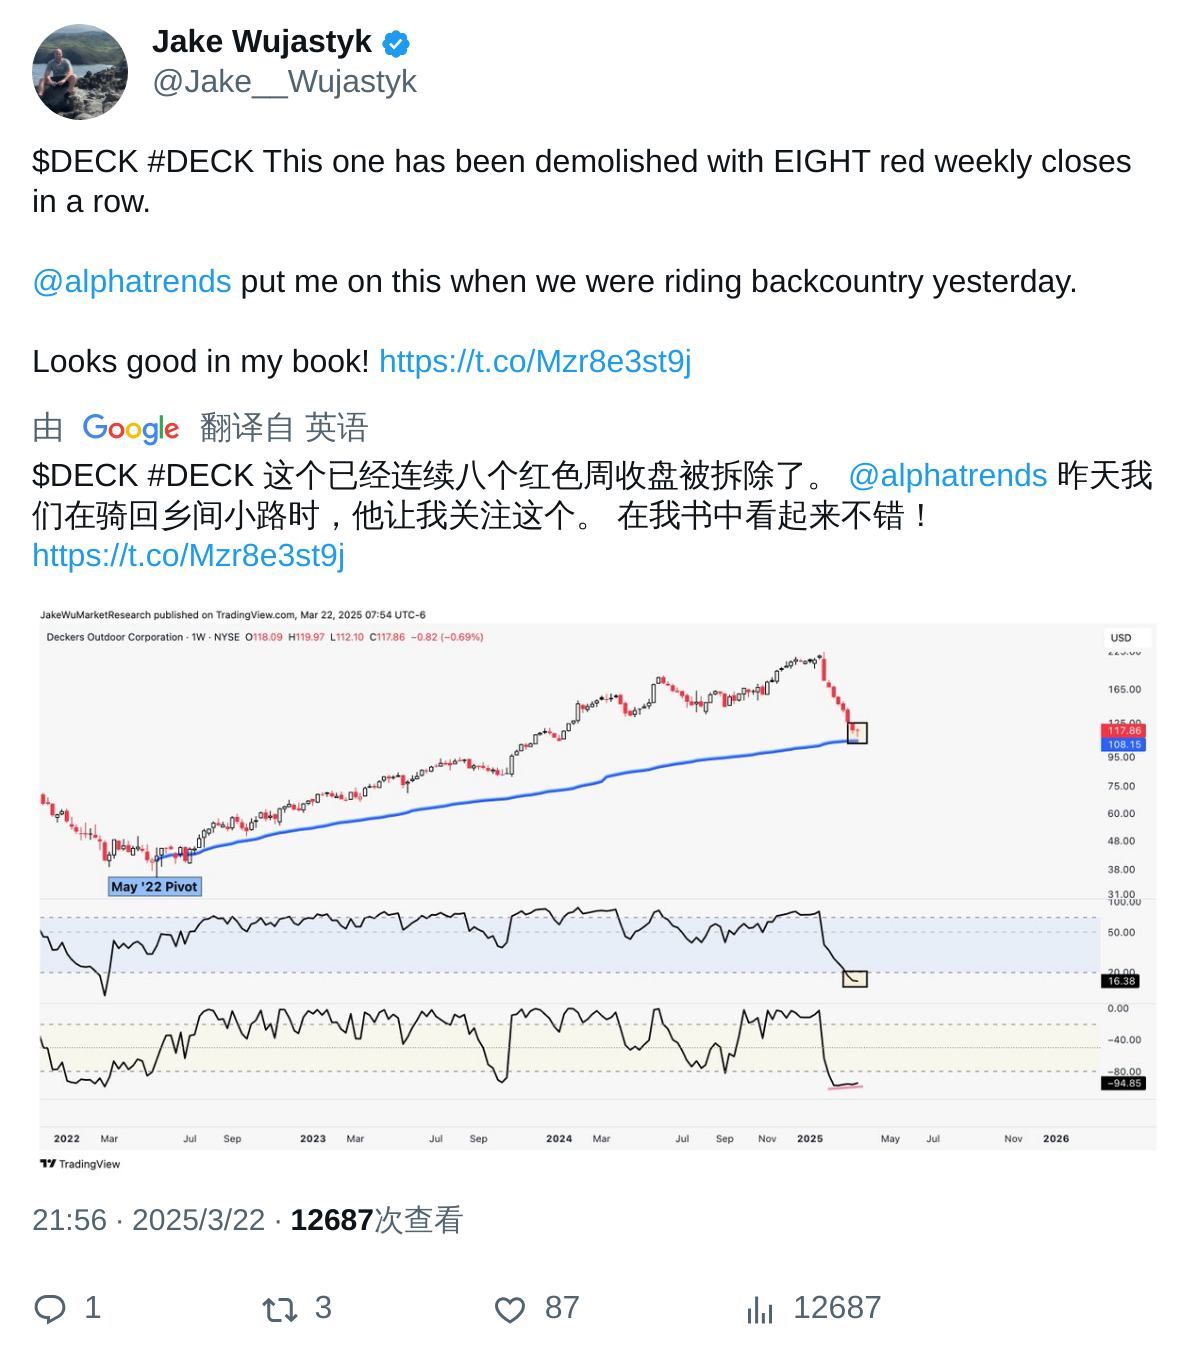 Jake Wujastyk
@Jake__Wujastyk
$DECK #DECK This one has been demolished with EIGHT red weekly closes
in a row.
@alphatrends put me on this when we were riding backcountry yesterday.
Looks good in my book! https://t.co/Mzr8e3st9j
由 Google 翻译自 英语
$DECK #DECK 这个已经连续八个红色周收盘被拆除了。 @alphatrends 昨天我
们在骑回乡间小路时，他让我关注这个。 在我书中看起来不错！
https://t.co/Mzr8e3st9j
JakeWuMarketResearch published on TradingView.com, Mar 22, 2025 07:54 UTC-6
Deckers Outdoor Corporation · 1W · NYSE O118.09 H119.97 L112.10 C117.86 −0.82 (−0.69%)
USD
225.00
165.00
125.00
117.86
108.15
95.00
75.00
60.00
48.00
38.00
31.00
May '22 Pivot
100.00
50.00
20.00
16.38
0.00
−40.00
−80.00
−94.85
2022 Mar Jul Sep 2023 Mar Jul Sep 2024 Mar Jul Sep Nov 2025 May Jul Nov 2026
TradingView
21:56 · 2025/3/22 · 12687次查看
1 3 87 12687